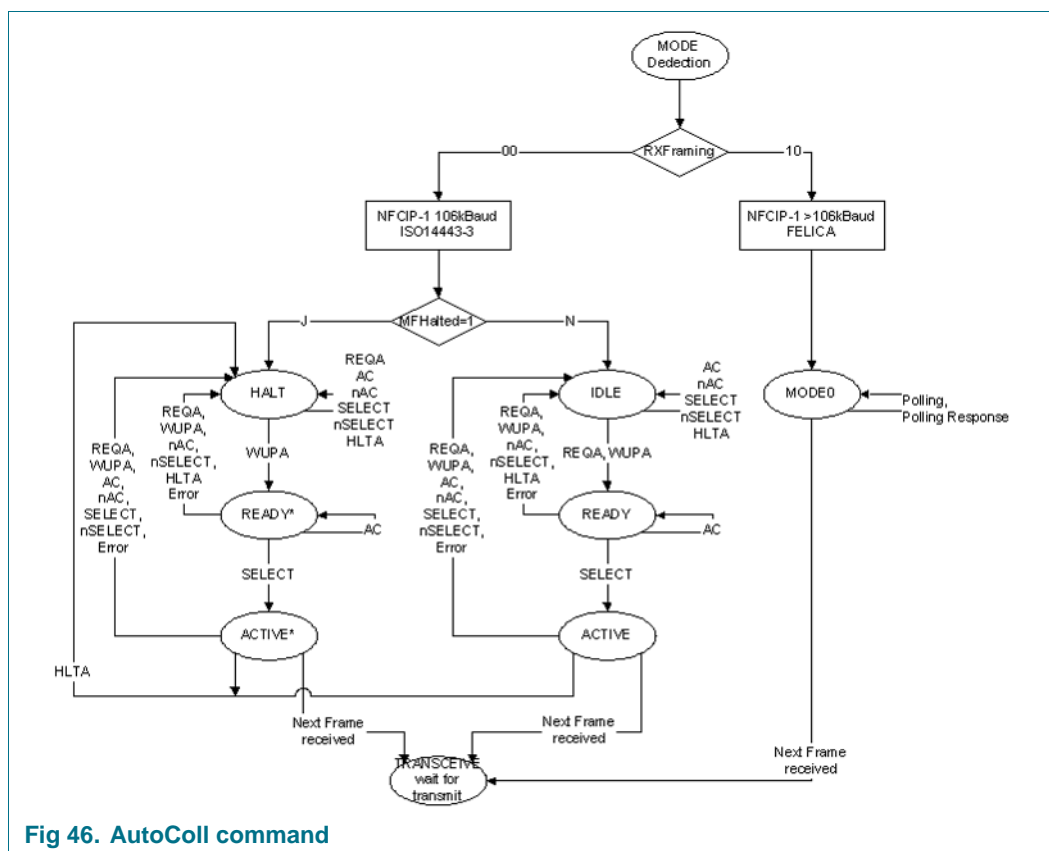 MODE
Dedection
RXFraming
00
10
NFCIP-1 106kBaud
ISO14443-3
NFCIP-1 >106kBaud
FELICA
MFHalted=1
J
N
HALT
REQA
AC
nAC
SELECT
nSELECT
HLTA
IDLE
AC
nAC
SELECT
nSELECT
HLTA
MODE0
Polling,
Polling Response
REQA,
WUPA,
AC,
nAC,
SELECT,
nSELECT,
Error
REQA,
WUPA,
nAC,
nSELECT,
HLTA
Error
WUPA
REQA,
WUPA,
AC,
nAC,
SELECT,
nSELECT,
Error
REQA,
WUPA,
nAC,
nSELECT,
HLTA
Error
REQA, WUPA
READY*
AC
READY
AC
SELECT
SELECT
ACTIVE*
ACTIVE
HLTA
Next Frame
received
Next Frame
received
Next Frame
received
TRANSCEIVE
wait for
transmit
Fig 46. AutoColl command